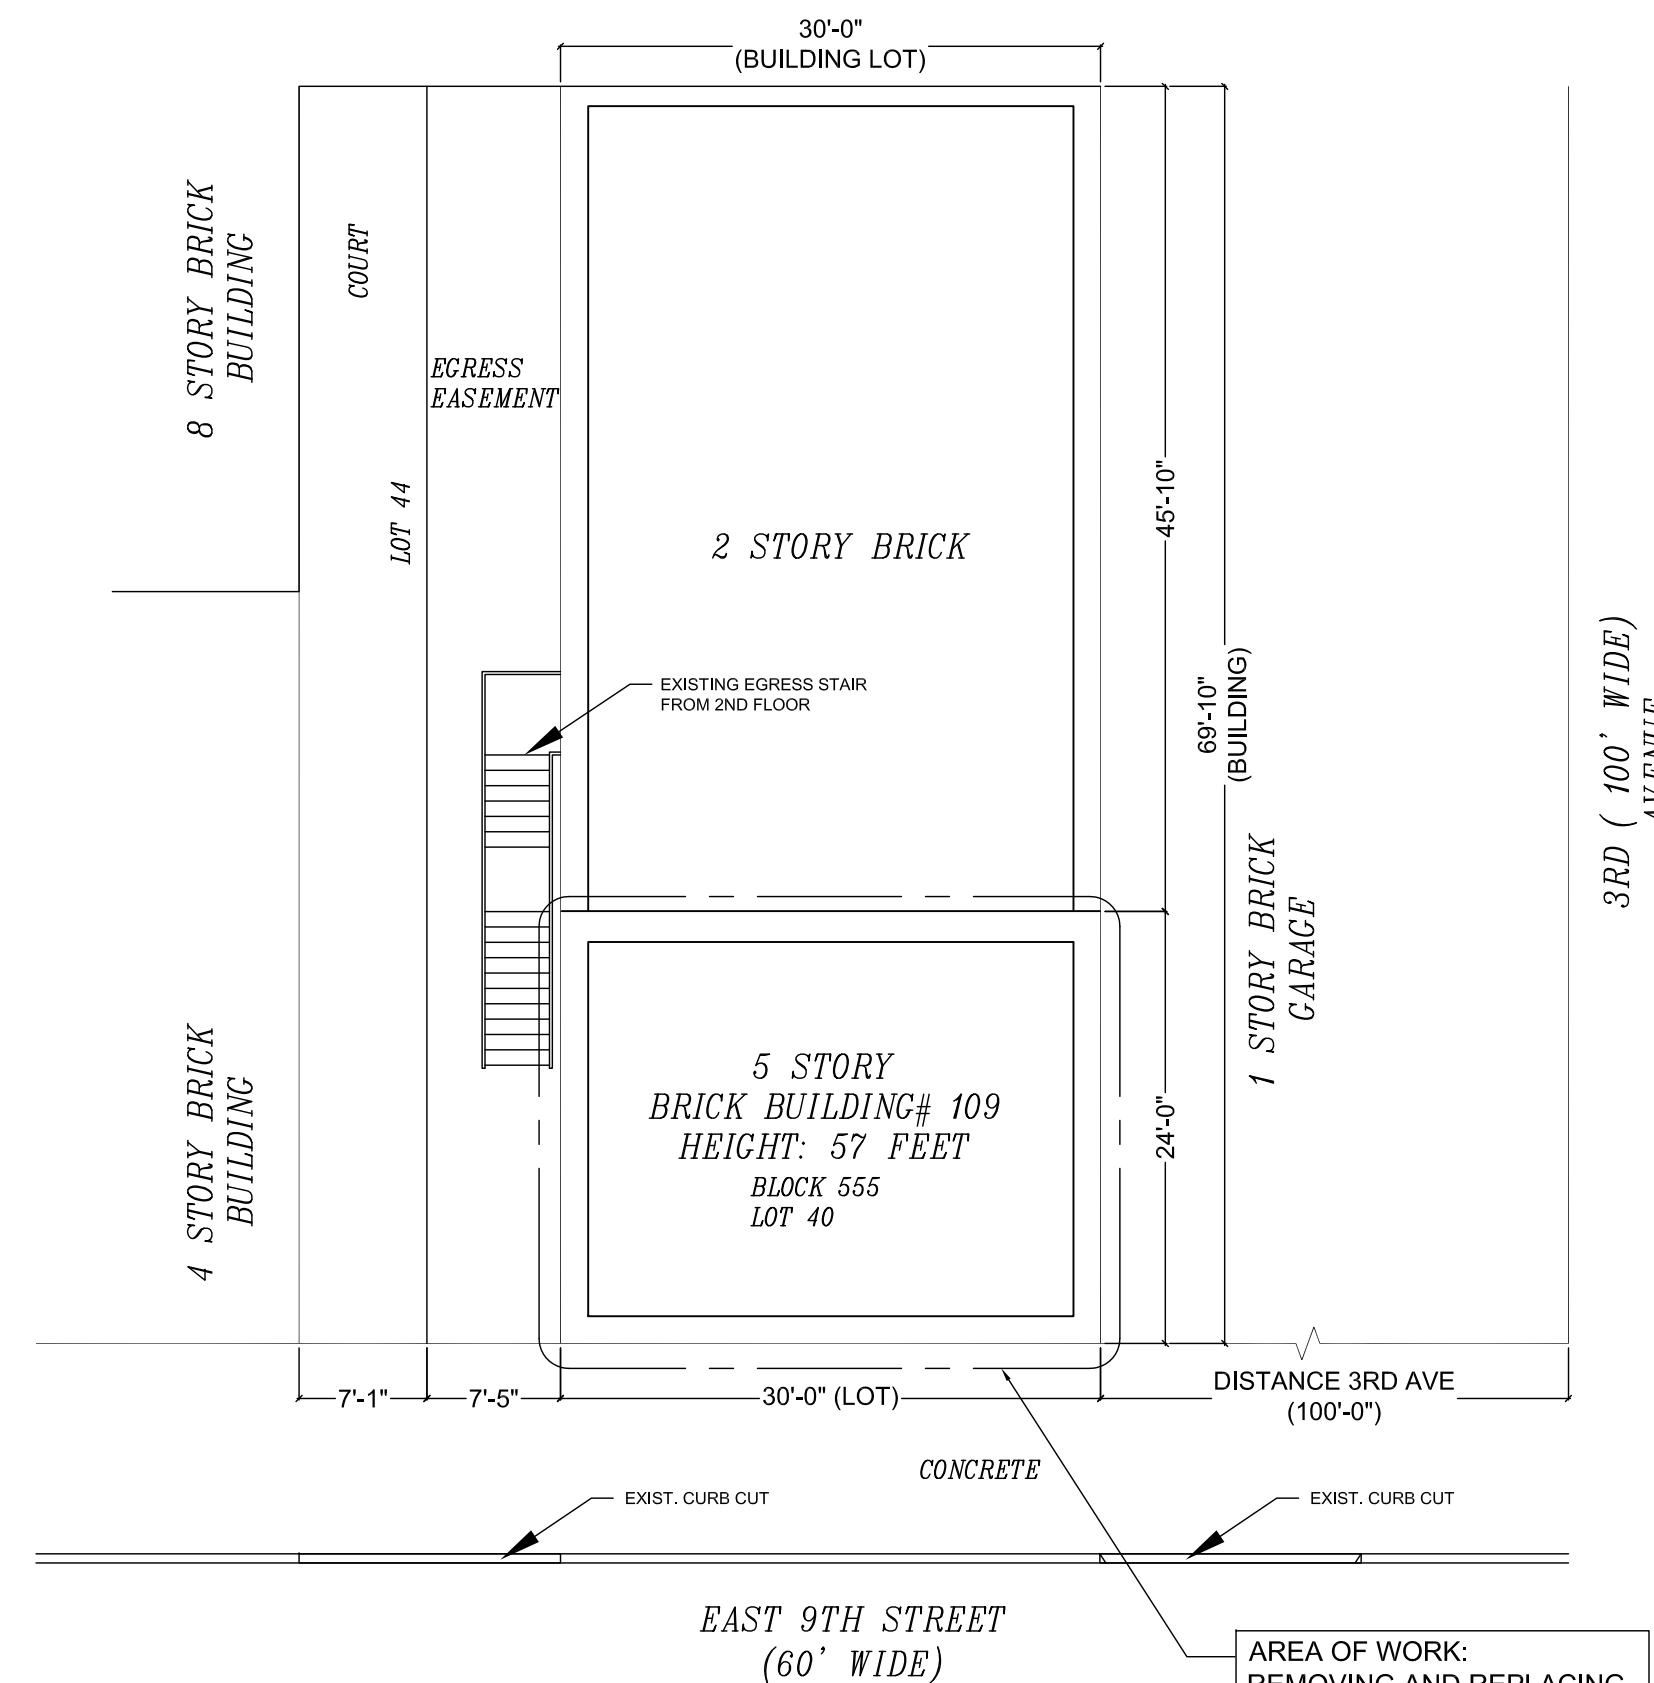 30'-0"
(BUILDING LOT)
8 STORY BRICK
BUILDING
COURT
EGRESS
EASEMENT
LOT 44
2 STORY BRICK
45'-10"
EXISTING EGRESS STAIR
FROM 2ND FLOOR
69'-10"
(BUILDING)
3RD ( 100' WIDE)
AVENUE
1 STORY BRICK
GARAGE
4 STORY BRICK
BUILDING
5 STORY
BRICK BUILDING# 109
HEIGHT: 57 FEET
BLOCK 555
LOT 40
24'-0"
7'-1"
7'-5"
30'-0" (LOT)
DISTANCE 3RD AVE
(100'-0")
CONCRETE
EXIST. CURB CUT
EXIST. CURB CUT
EAST 9TH STREET
(60' WIDE)
AREA OF WORK:
REMOVING AND REPLACING